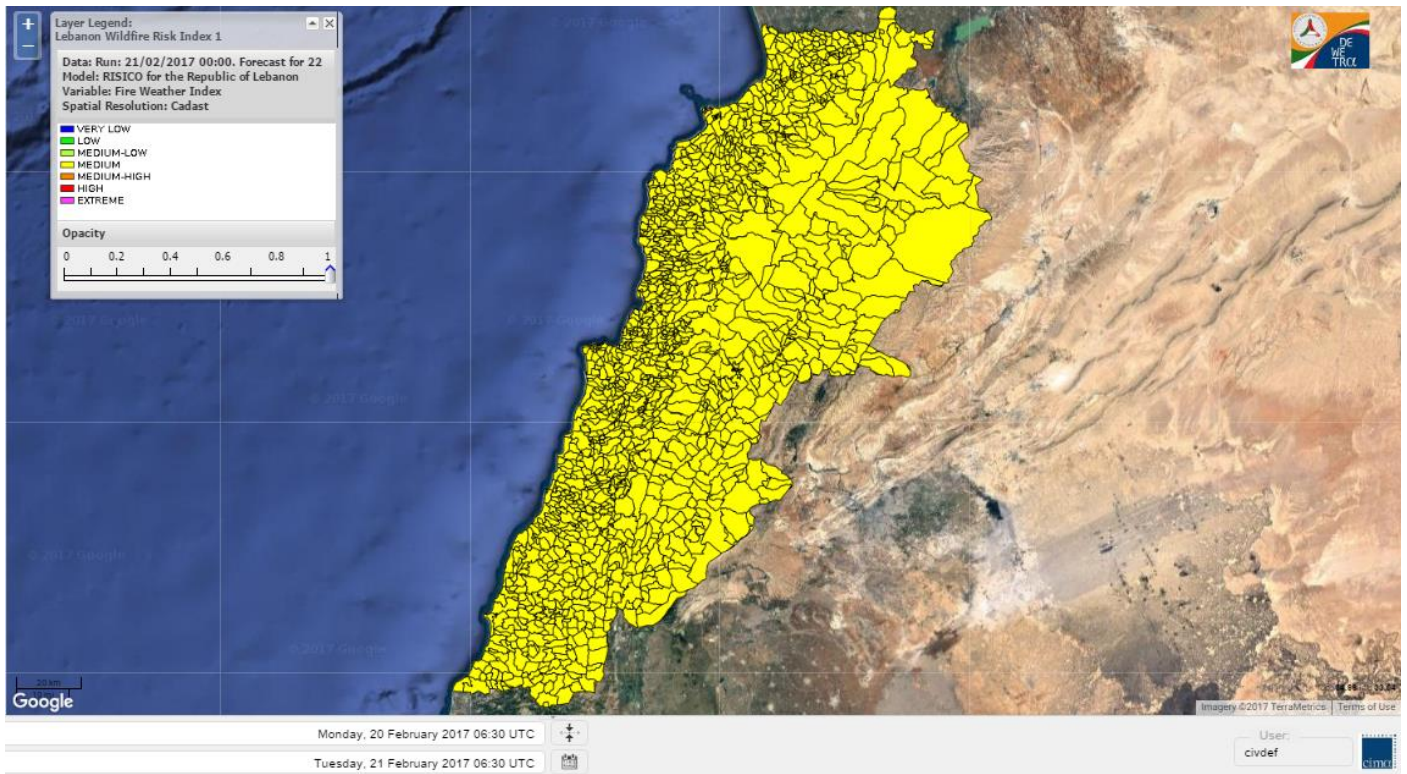 +
−
Layer Legend:
Lebanon Wildfire Risk Index 1
Data: Run: 21/02/2017 00:00. Forecast for 22
Model: RISICO for the Republic of Lebanon
Variable: Fire Weather Index
Spatial Resolution: Cadast
VERY LOW
LOW
MEDIUM-LOW
MEDIUM
MEDIUM-HIGH
HIGH
EXTREME
Opacity
0 0.2 0.4 0.6 0.8 1
DE
WE
TRα
© 2017 Google
© 2017 Google
© 2017 Google
© 2017 Google
© 2017 Google
20 km
Google
Imagery ©2017 TerraMetrics Terms of Use
Monday, 20 February 2017 06:30 UTC
Tuesday, 21 February 2017 06:30 UTC
User:
civdef
cima